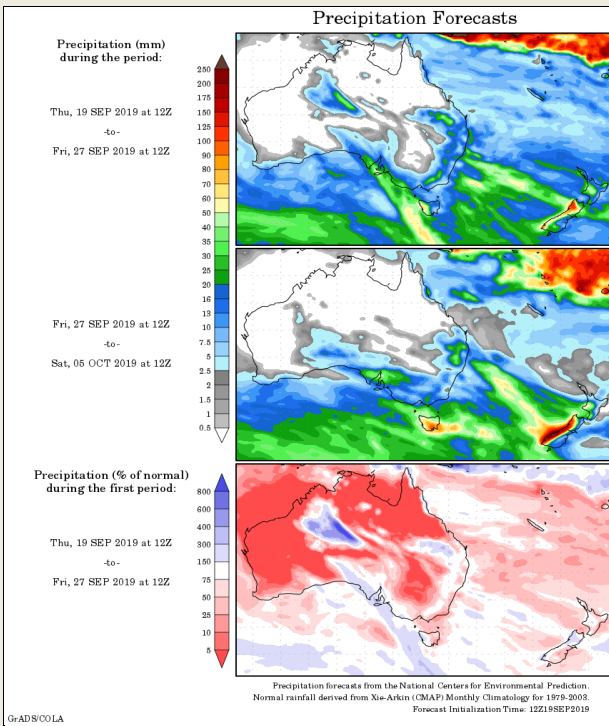 Precipitation Forecasts
Precipitation (mm)
during the period:
Thu, 19 SEP 2019 at 12Z
-to-
Fri, 27 SEP 2019 at 12Z
250
200
175
150
125
100
90
80
70
60
50
40
35
30
25
20
16
13
10
7.5
5
2.5
2
1.5
1
0.5
Fri, 27 SEP 2019 at 12Z
-to-
Sat, 05 OCT 2019 at 12Z
Precipitation (% of normal)
during the first period:
Thu, 19 SEP 2019 at 12Z
-to-
Fri, 27 SEP 2019 at 12Z
800
600
400
300
150
75
50
25
10
5
Precipitation forecasts from the National Centers for Environmental Prediction.
Normal rainfall derived from Xie-Arkin (CMAP) Monthly Climatology for 1979-2003.
Forecast Initialization Time: 12Z19SEP2019
GrADS/COLA